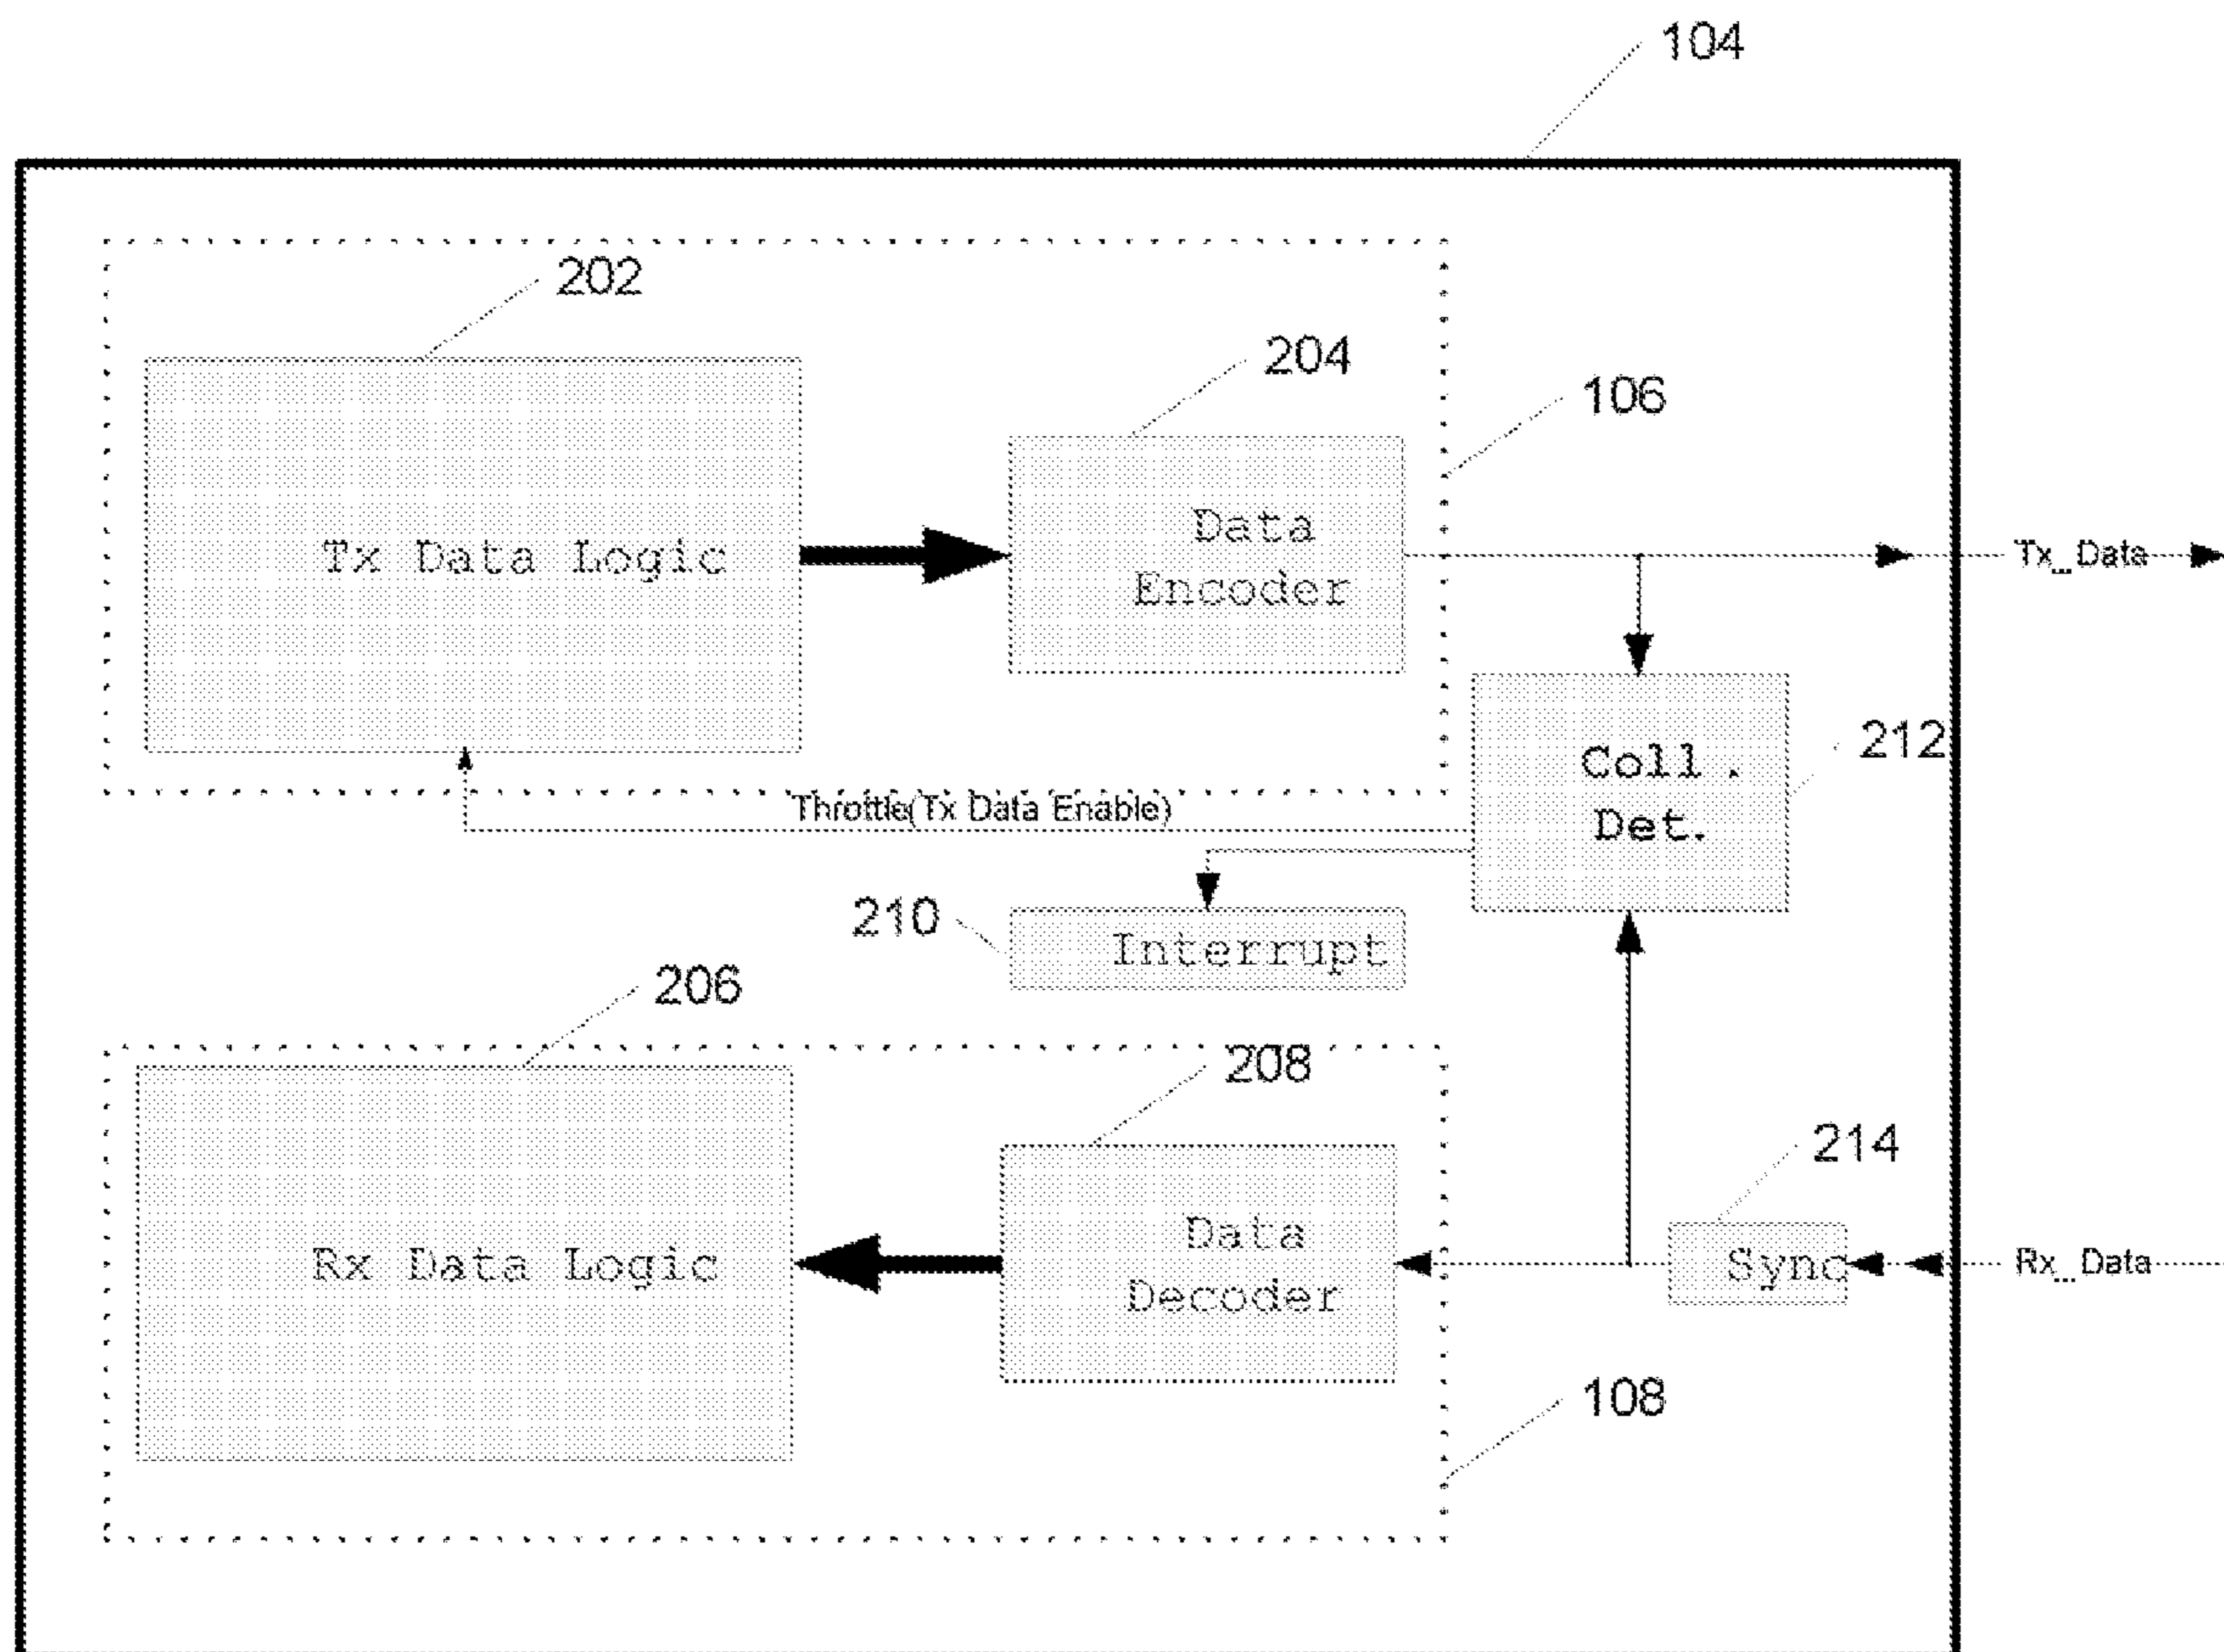 104
202
204
106
Tx Data Logic
Data
Encoder
Tx_Data
Coll.
Det.
212
Throttle(Tx Data Enable)
210
Interrupt
206
208
214
Rx Data Logic
Data
Decoder
Sync
Rx_Data
108